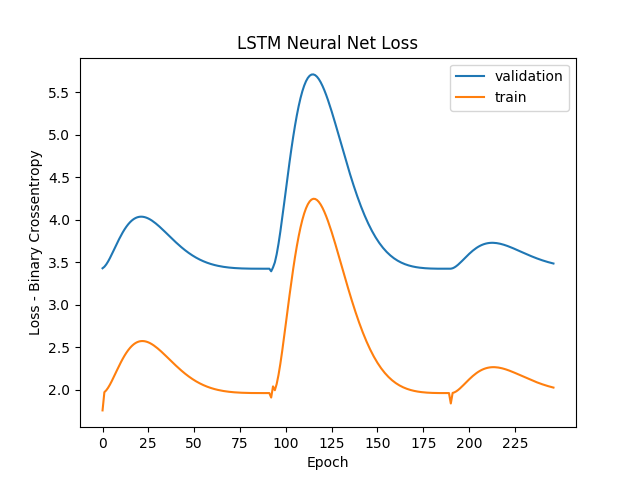 LSTM Neural Net Loss
validation
train
Loss - Binary Crossentropy
5.5
5.0
4.5
4.0
3.5
3.0
2.5
2.0
0 25 50 75 100 125 150 175 200 225
Epoch